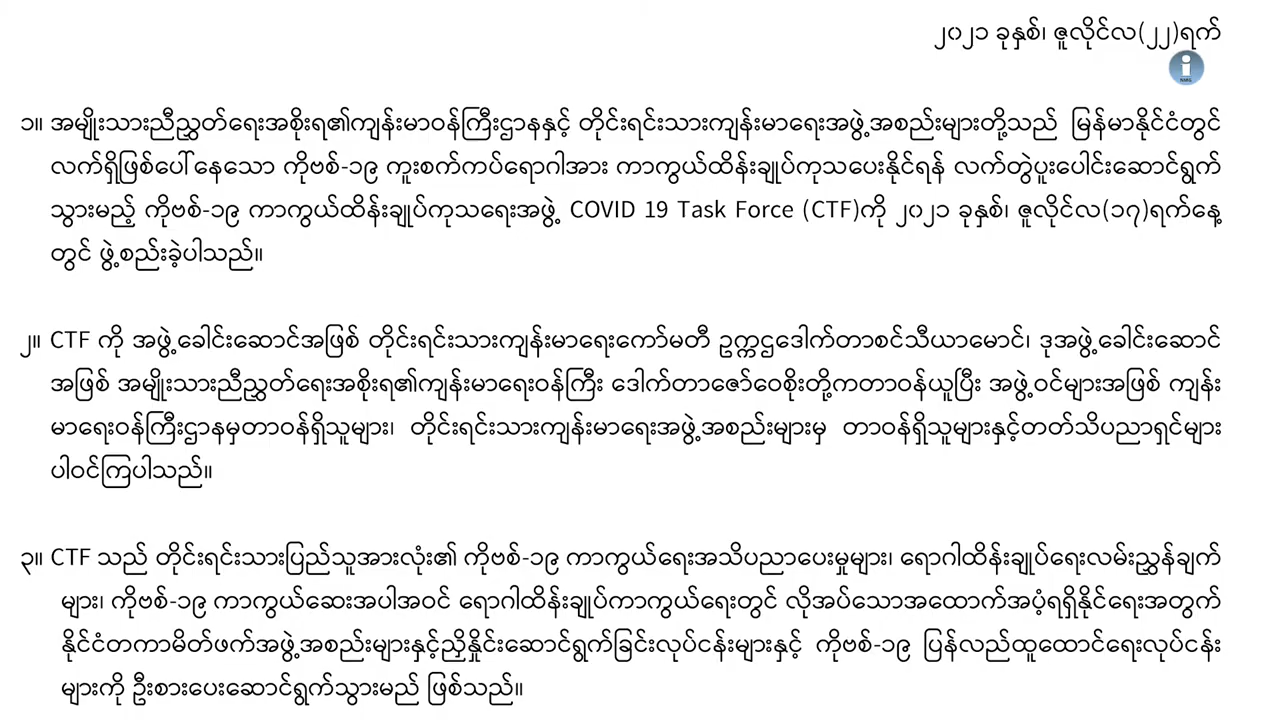 ၂၀၂၁ ခုနှစ်၊ ဇူလိုင်လ(၂၂)ရက်
i
NMG
၁။ အမျိုးသားညီညွတ်ရေးအစိုးရ၏ကျန်းမာဝန်ကြီးဌာနနှင့် တိုင်းရင်းသားကျန်းမာရေးအဖွဲ့အစည်းများတို့သည် မြန်မာနိုင်ငံတွင်
လက်ရှိဖြစ်ပေါ်နေသော ကိုဗစ်-၁၉ ကူးစက်ကပ်ရောဂါအား ကာကွယ်ထိန်းချုပ်ကုသပေးနိုင်ရန် လက်တွဲပူးပေါင်းဆောင်ရွက်
သွားမည့် ကိုဗစ်-၁၉ ကာကွယ်ထိန်းချုပ်ကုသရေးအဖွဲ့ COVID 19 Task Force (CTF)ကို ၂၀၂၁ ခုနှစ်၊ ဇူလိုင်လ(၁၇)ရက်နေ့
တွင် ဖွဲ့စည်းခဲ့ပါသည်။
၂။ CTF ကို အဖွဲ့ခေါင်းဆောင်အဖြစ် တိုင်းရင်းသားကျန်းမာရေးကော်မတီ ဥက္ကဌဒေါက်တာစင်သီယာမောင်၊ ဒုအဖွဲ့ခေါင်းဆောင်
အဖြစ် အမျိုးသားညီညွတ်ရေးအစိုးရ၏ကျန်းမာရေးဝန်ကြီး ဒေါက်တာဇော်ဝေစိုးတို့ကတာဝန်ယူပြီး အဖွဲ့ဝင်များအဖြစ် ကျန်း
မာရေးဝန်ကြီးဌာနမှတာဝန်ရှိသူများ၊ တိုင်းရင်းသားကျန်းမာရေးအဖွဲ့အစည်းများမှ တာဝန်ရှိသူများနှင့်တတ်သိပညာရှင်များ
ပါဝင်ကြပါသည်။
၃။ CTF သည် တိုင်းရင်းသားပြည်သူအားလုံး၏ ကိုဗစ်-၁၉ ကာကွယ်ရေးအသိပညာပေးမှုများ၊ ရောဂါထိန်းချုပ်ရေးလမ်းညွှန်ချက်
များ၊ ကိုဗစ်-၁၉ ကာကွယ်ဆေးအပါအဝင် ရောဂါထိန်းချုပ်ကာကွယ်ရေးတွင် လိုအပ်သောအထောက်အပံ့ရရှိနိုင်ရေးအတွက်
နိုင်ငံတကာမိတ်ဖက်အဖွဲ့အစည်းများနှင့်ညှိနှိုင်းဆောင်ရွက်ခြင်းလုပ်ငန်းများနှင့် ကိုဗစ်-၁၉ ပြန်လည်ထူထောင်ရေးလုပ်ငန်း
များကို ဦးစားပေးဆောင်ရွက်သွားမည် ဖြစ်သည်။